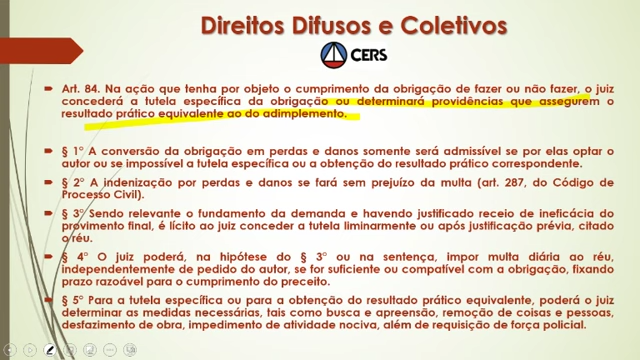 Direitos Difusos e Coletivos
CERS
Art. 84. Na ação que tenha por objeto o cumprimento da obrigação de fazer ou não fazer, o juiz
concederá a tutela específica da obrigação ou determinará providências que assegurem o
resultado prático equivalente ao do adimplemento.
§ 1° A conversão da obrigação em perdas e danos somente será admissível se por elas optar o
autor ou se impossível a tutela específica ou a obtenção do resultado prático correspondente.
§ 2° A indenização por perdas e danos se fará sem prejuízo da multa (art. 287, do Código de
Processo Civil).
§ 3° Sendo relevante o fundamento da demanda e havendo justificado receio de ineficácia do
provimento final, é lícito ao juiz conceder a tutela liminarmente ou após justificação prévia, citado
o réu.
§ 4° O juiz poderá, na hipótese do § 3° ou na sentença, impor multa diária ao réu,
independentemente de pedido do autor, se for suficiente ou compatível com a obrigação, fixando
prazo razoável para o cumprimento do preceito.
§ 5° Para a tutela específica ou para a obtenção do resultado prático equivalente, poderá o juiz
determinar as medidas necessárias, tais como busca e apreensão, remoção de coisas e pessoas,
desfazimento de obra, impedimento de atividade nociva, além de requisição de força policial.